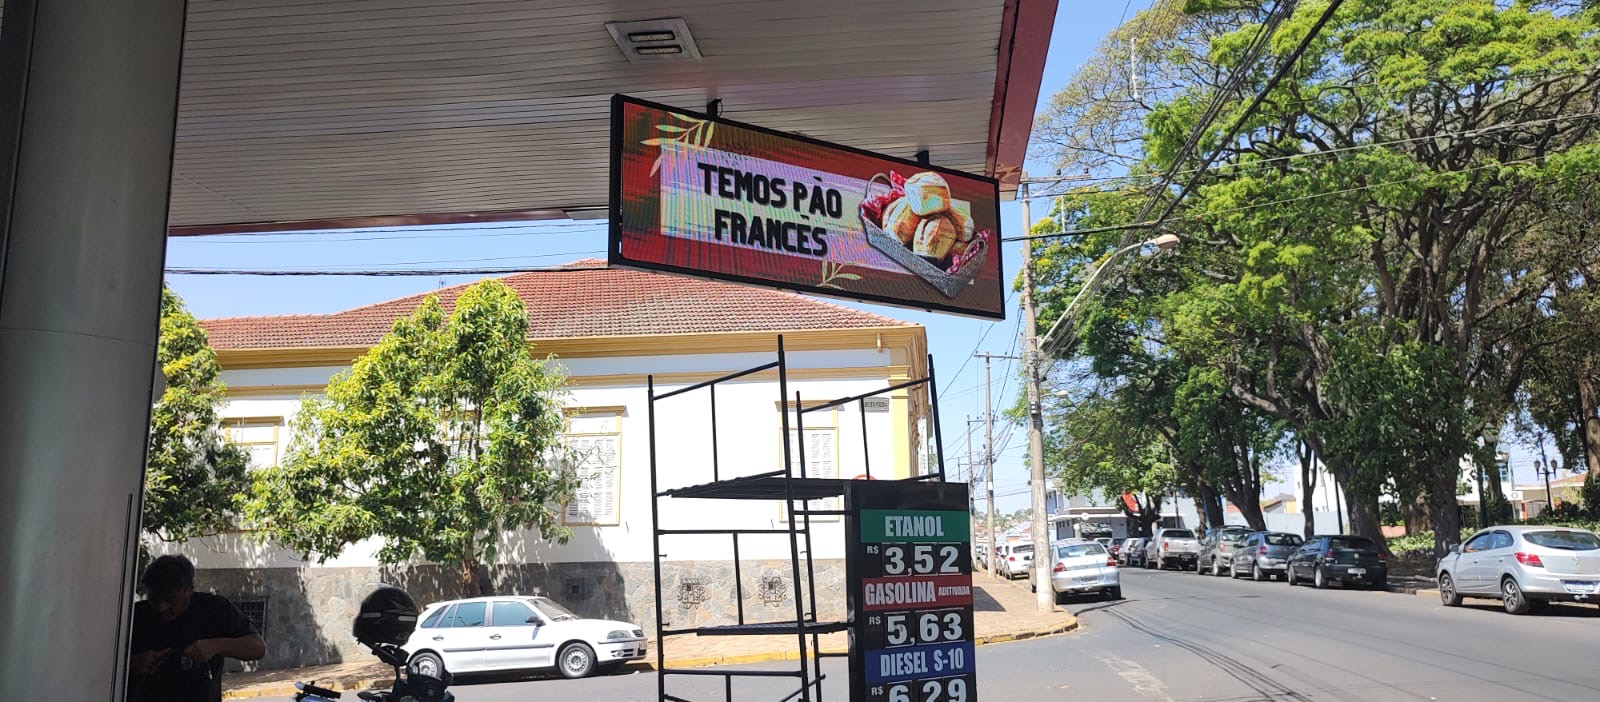 TEMOS PÃO
FRANCÊS
ETANOL
R$ 3,52
GASOLINA ADITIVADA
R$ 5,63
DIESEL S-10
R$ 6,29